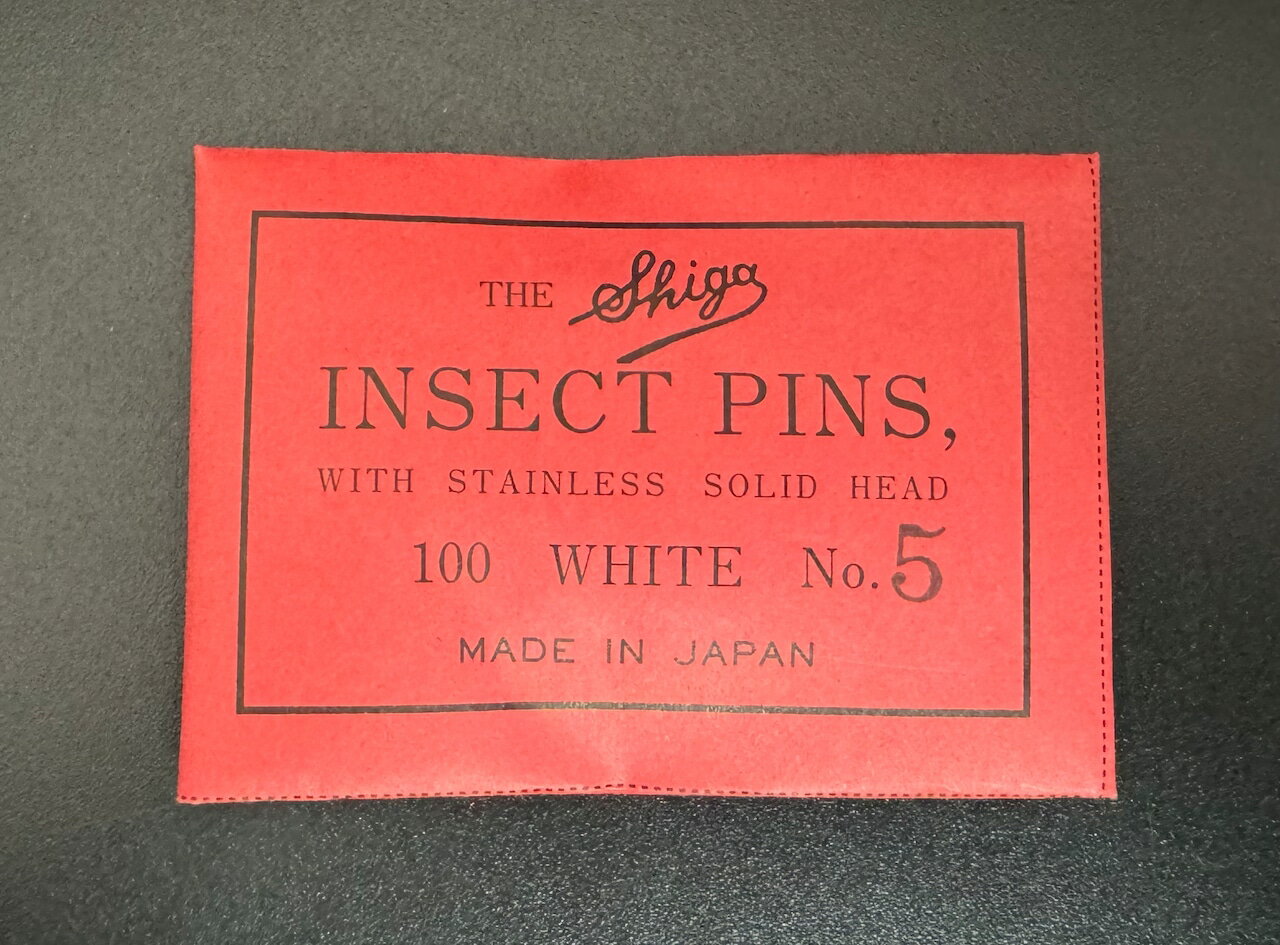 THE Shiga
INSECT PINS,
WITH STAINLESS SOLID HEAD
100 WHITE No. 5
MADE IN JAPAN